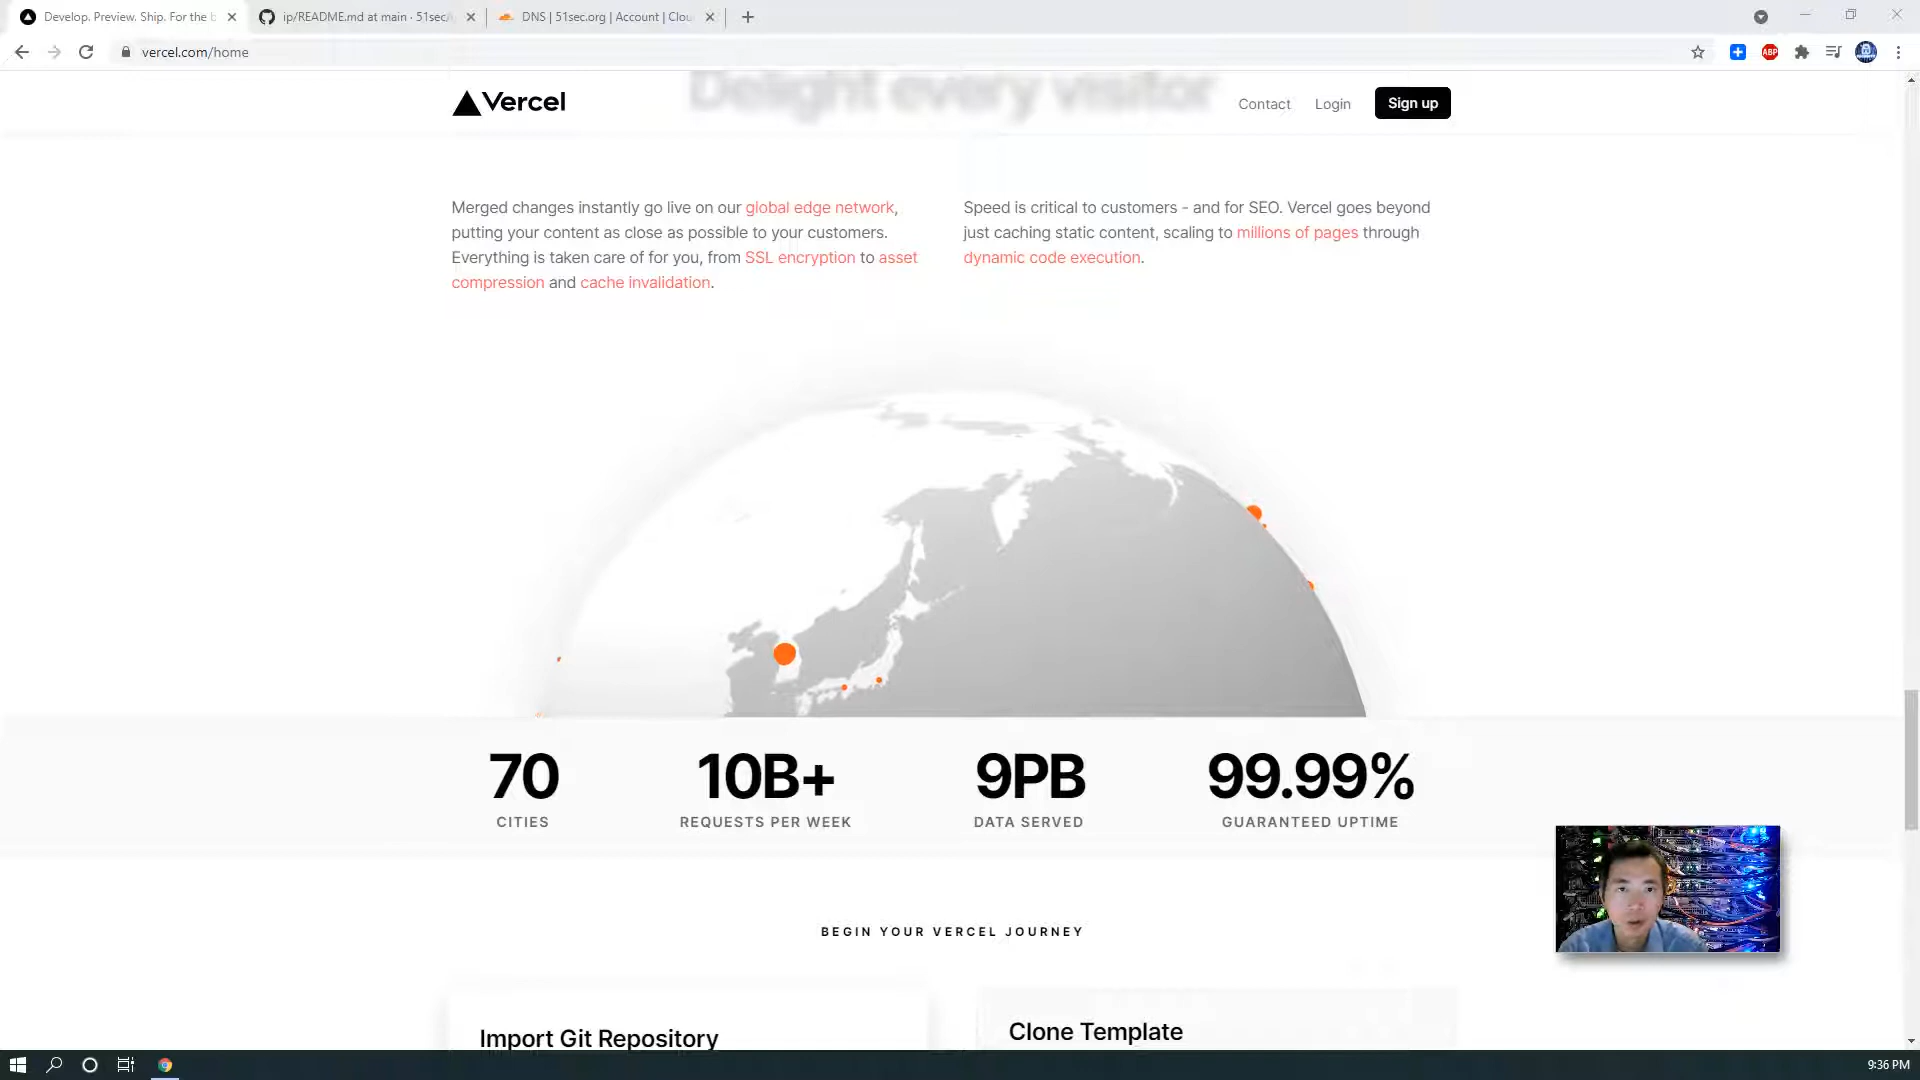 Develop. Preview. Ship. For the b
ip/README.md at main · 51sec/
DNS | 51sec.org | Account | Clou
vercel.com/home
ABP
Delight every visitor
Vercel
Contact
Login
Sign up
Merged changes instantly go live on our global edge network,
putting your content as close as possible to your customers.
Everything is taken care of for you, from SSL encryption to asset
compression and cache invalidation.
Speed is critical to customers - and for SEO. Vercel goes beyond
just caching static content, scaling to millions of pages through
dynamic code execution.
70
CITIES
10B+
REQUESTS PER WEEK
9PB
DATA SERVED
99.99%
GUARANTEED UPTIME
BEGIN YOUR VERCEL JOURNEY
Import Git Repository
Clone Template
9:36 PM